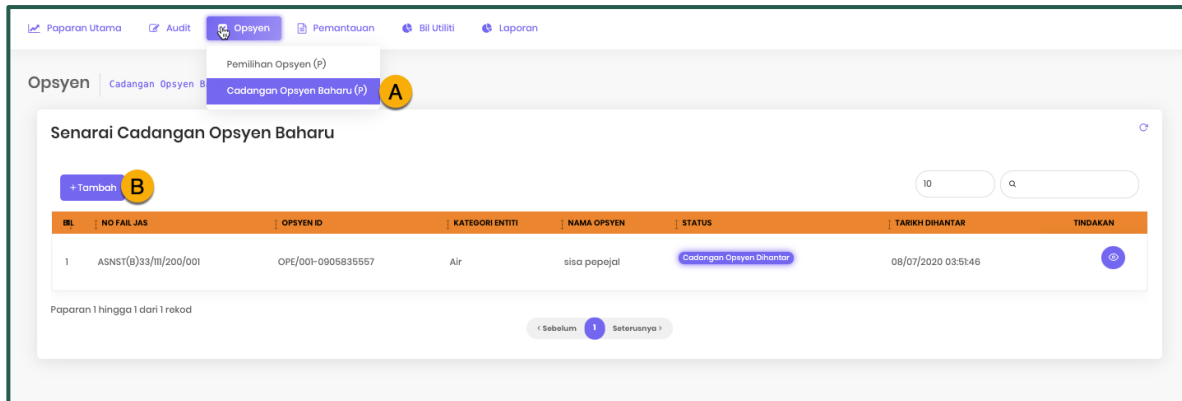 Paparan Utama Audit Opsyen Pemantauan Bil Utiliti Laporan
Pemilihan Opsyen (P)
Opsyen Cadangan Opsyen B
Cadangan Opsyen Baharu (P) A
Senarai Cadangan Opsyen Baharu
+Tambah B 10
BIL NO FAIL JAS OPSYEN ID KATEGORI ENTITI NAMA OPSYEN STATUS TARIKH DIHANTAR TINDAKAN
1 ASNST(B)33/111/200/001 OPE/001-0905835557 Air sisa pepejal Cadangan Opsyen Dihantar 08/07/2020 03:51:46
Paparan 1 hingga 1 dari 1 rekod
< Sebelum 1 Seterusnya >